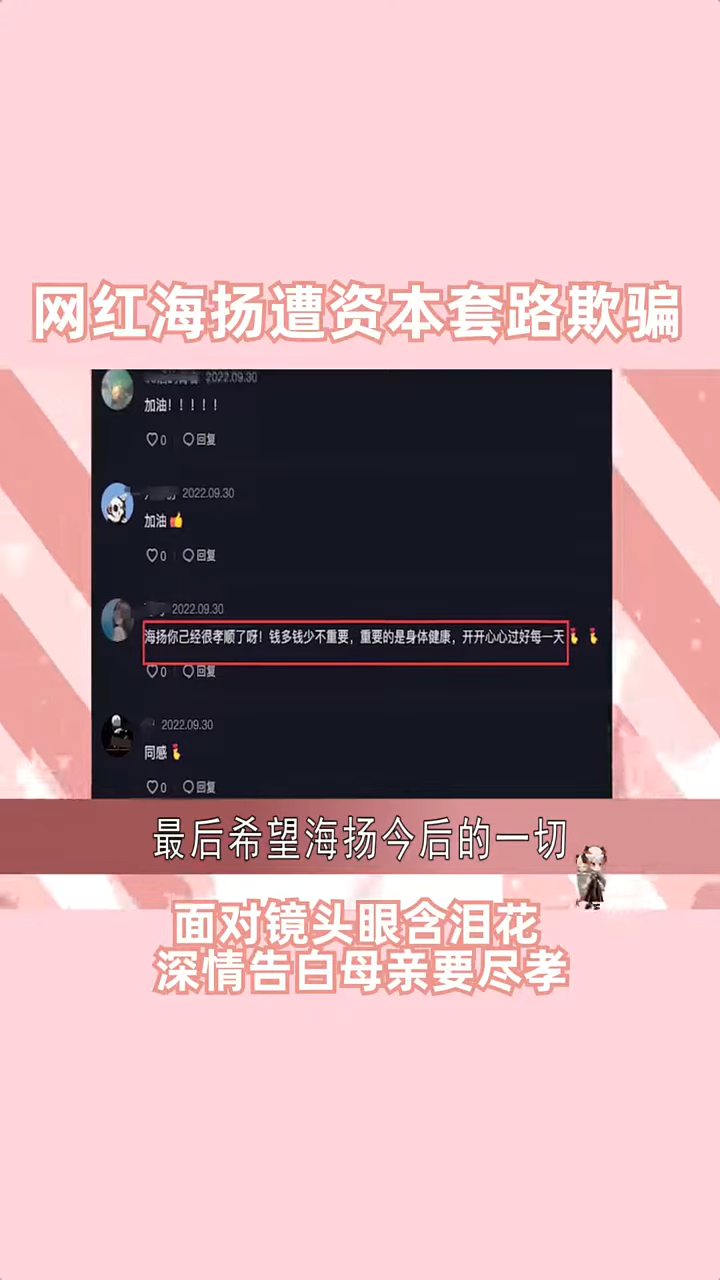 网红海扬遭资本套路欺骗
2022.09.30
加油！！！！！
0 回复
2022.09.30
加油
0 回复
2022.09.30
海扬你己经很孝顺了呀！钱多钱少不重要，重要的是身体健康，开开心心过好每一天
0 回复
2022.09.30
同感
0 回复
最后希望海扬今后的一切
面对镜头眼含泪花
深情告白母亲要尽孝